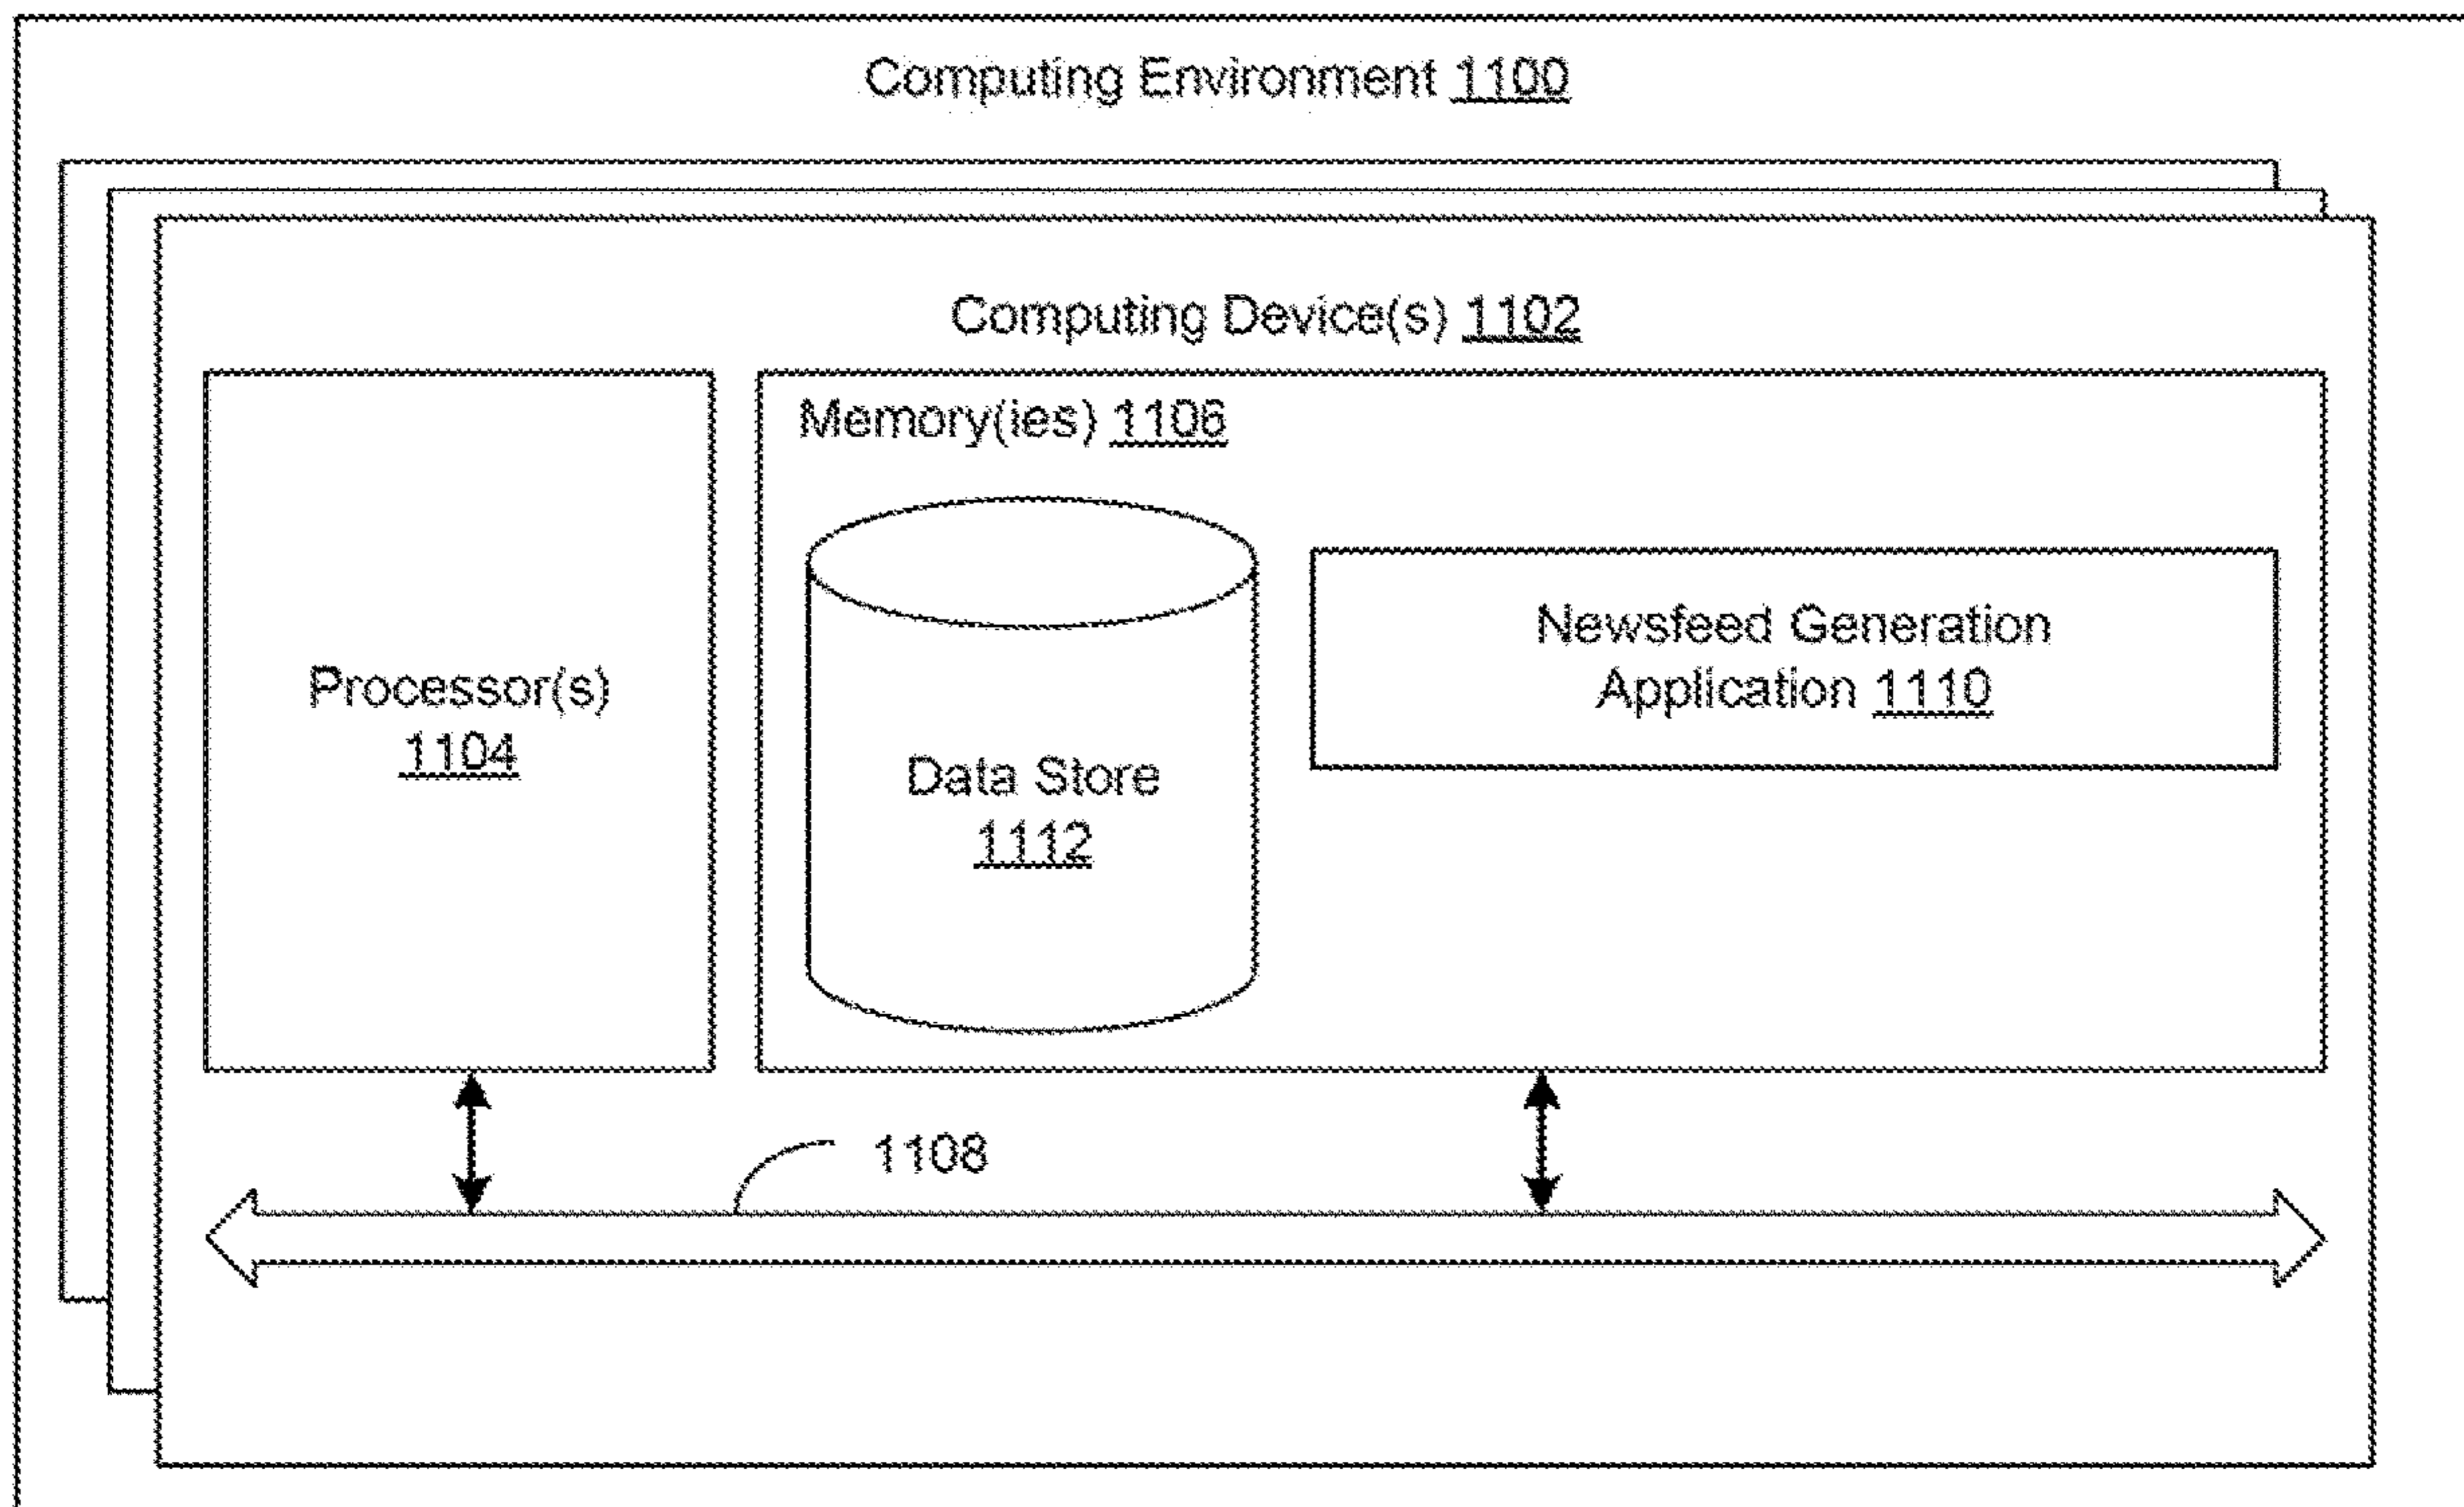 Computing Environment 1100
Computing Device(s) 1102
Memory(ies) 1106
Processor(s)
1104
Data Store
1112
Newsfeed Generation
Application 1110
1108